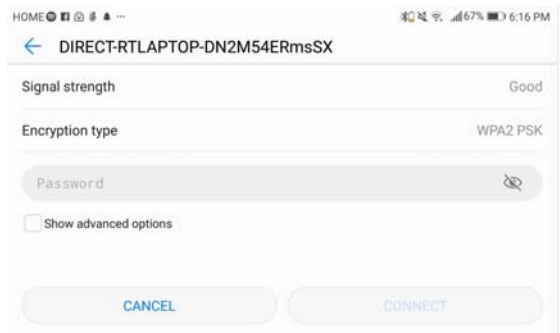 HOME 67% 6:16 PM
DIRECT-RTLAPTOP-DN2M54ERmsSX
Signal strength Good
Encryption type WPA2 PSK
Password
Show advanced options
CANCEL CONNECT